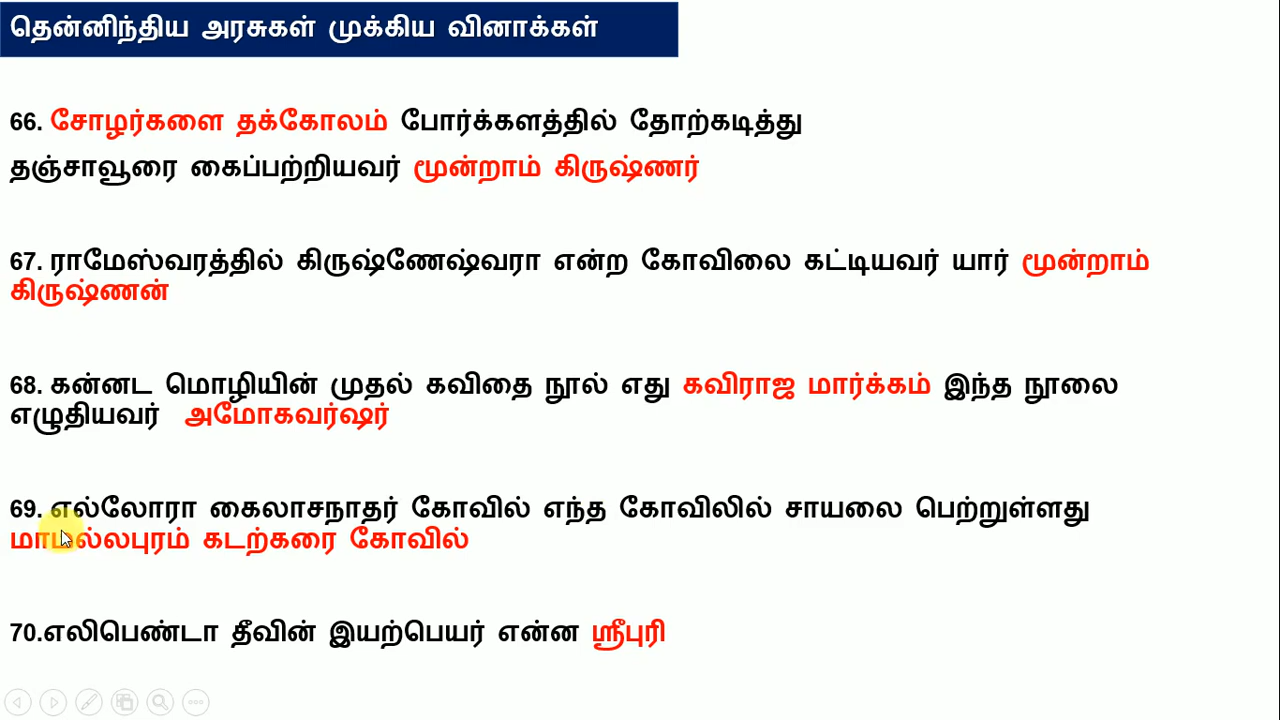 தென்னிந்திய அரசுகள் முக்கிய வினாக்கள்
66. சோழர்களை தக்கோலம் போர்க்களத்தில் தோற்கடித்து
தஞ்சாவூரை கைப்பற்றியவர் மூன்றாம் கிருஷ்ணர்
67. ராமேஸ்வரத்தில் கிருஷ்ணேஷ்வரா என்ற கோவிலை கட்டியவர் யார் மூன்றாம்
கிருஷ்ணன்
68. கன்னட மொழியின் முதல் கவிதை நூல் எது கவிராஜ மார்க்கம் இந்த நூலை
எழுதியவர் அமோகவர்ஷர்
69. எல்லோரா கைலாசநாதர் கோவில் எந்த கோவிலில் சாயலை பெற்றுள்ளது
மாமல்லபுரம் கடற்கரை கோவில்
70.எலிபெண்டா தீவின் இயற்பெயர் என்ன ஸ்ரீபுரி